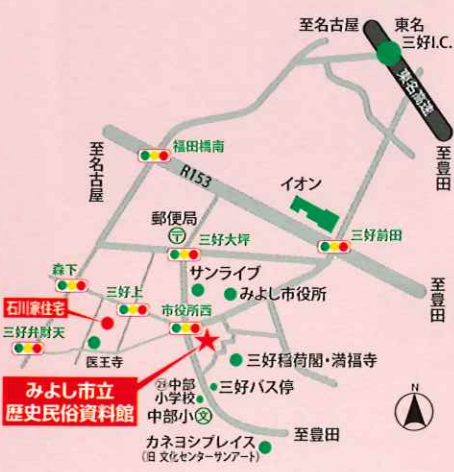 至名古屋
東名
三好I.C.
東名高速
至豊田
福田橋南
至名古屋
R153
イオン
郵便局
〒
三好大坪
三好前田
サンライブ
みよし市役所
至豊田
森下
三好上
市役所西
石川家住宅
三好弁財天
医王寺
三好稲荷閣・満福寺
みよし市立
歴史民俗資料館
中部
小学校
三好バス停
中部小
文
至豊田
カネヨシプレイス
(旧 文化センターサンアート)
N